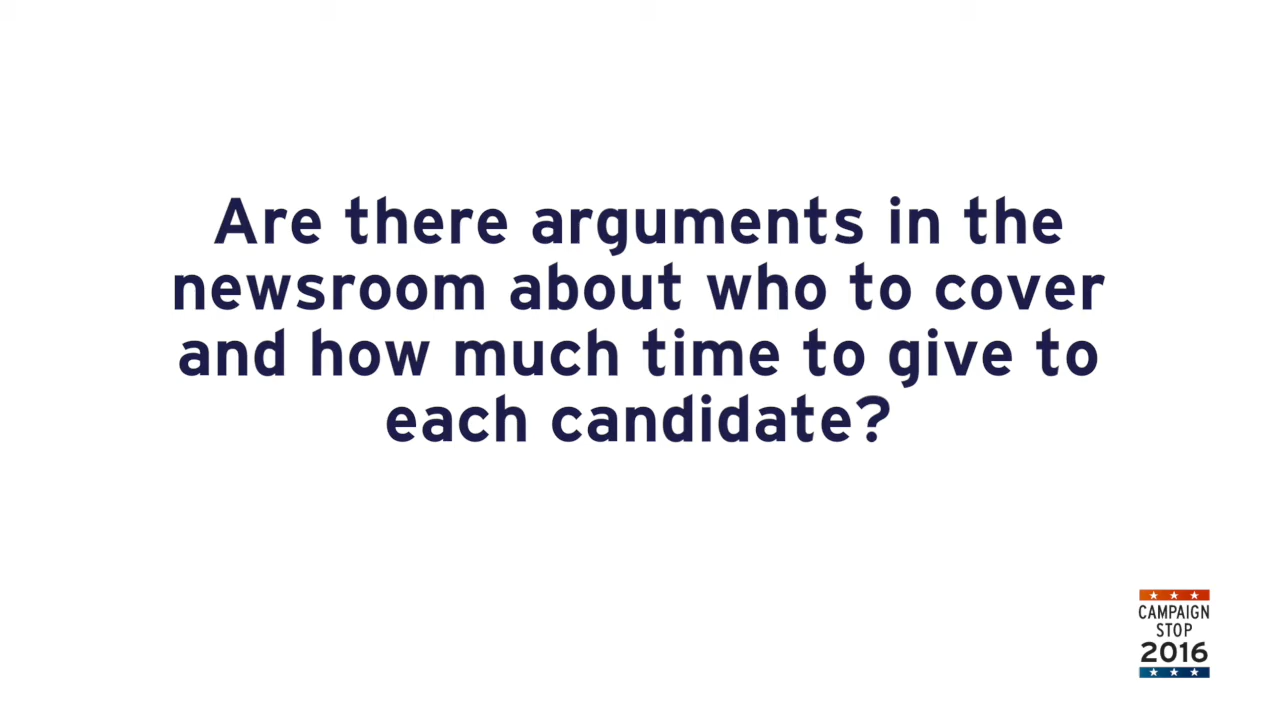 Are there arguments in the
newsroom about who to cover
and how much time to give to
each candidate?
CAMPAIGN
STOP
2016